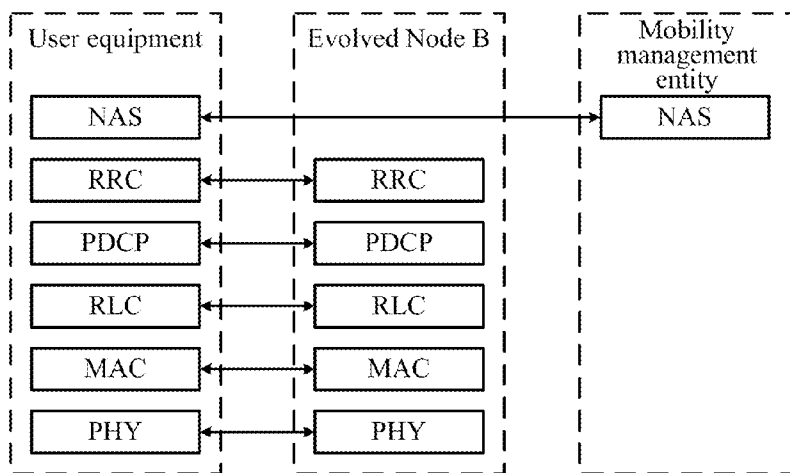 User equipment
Evolved Node B
Mobility
management
entity
NAS
NAS
RRC
RRC
PDCP
PDCP
RLC
RLC
MAC
MAC
PHY
PHY